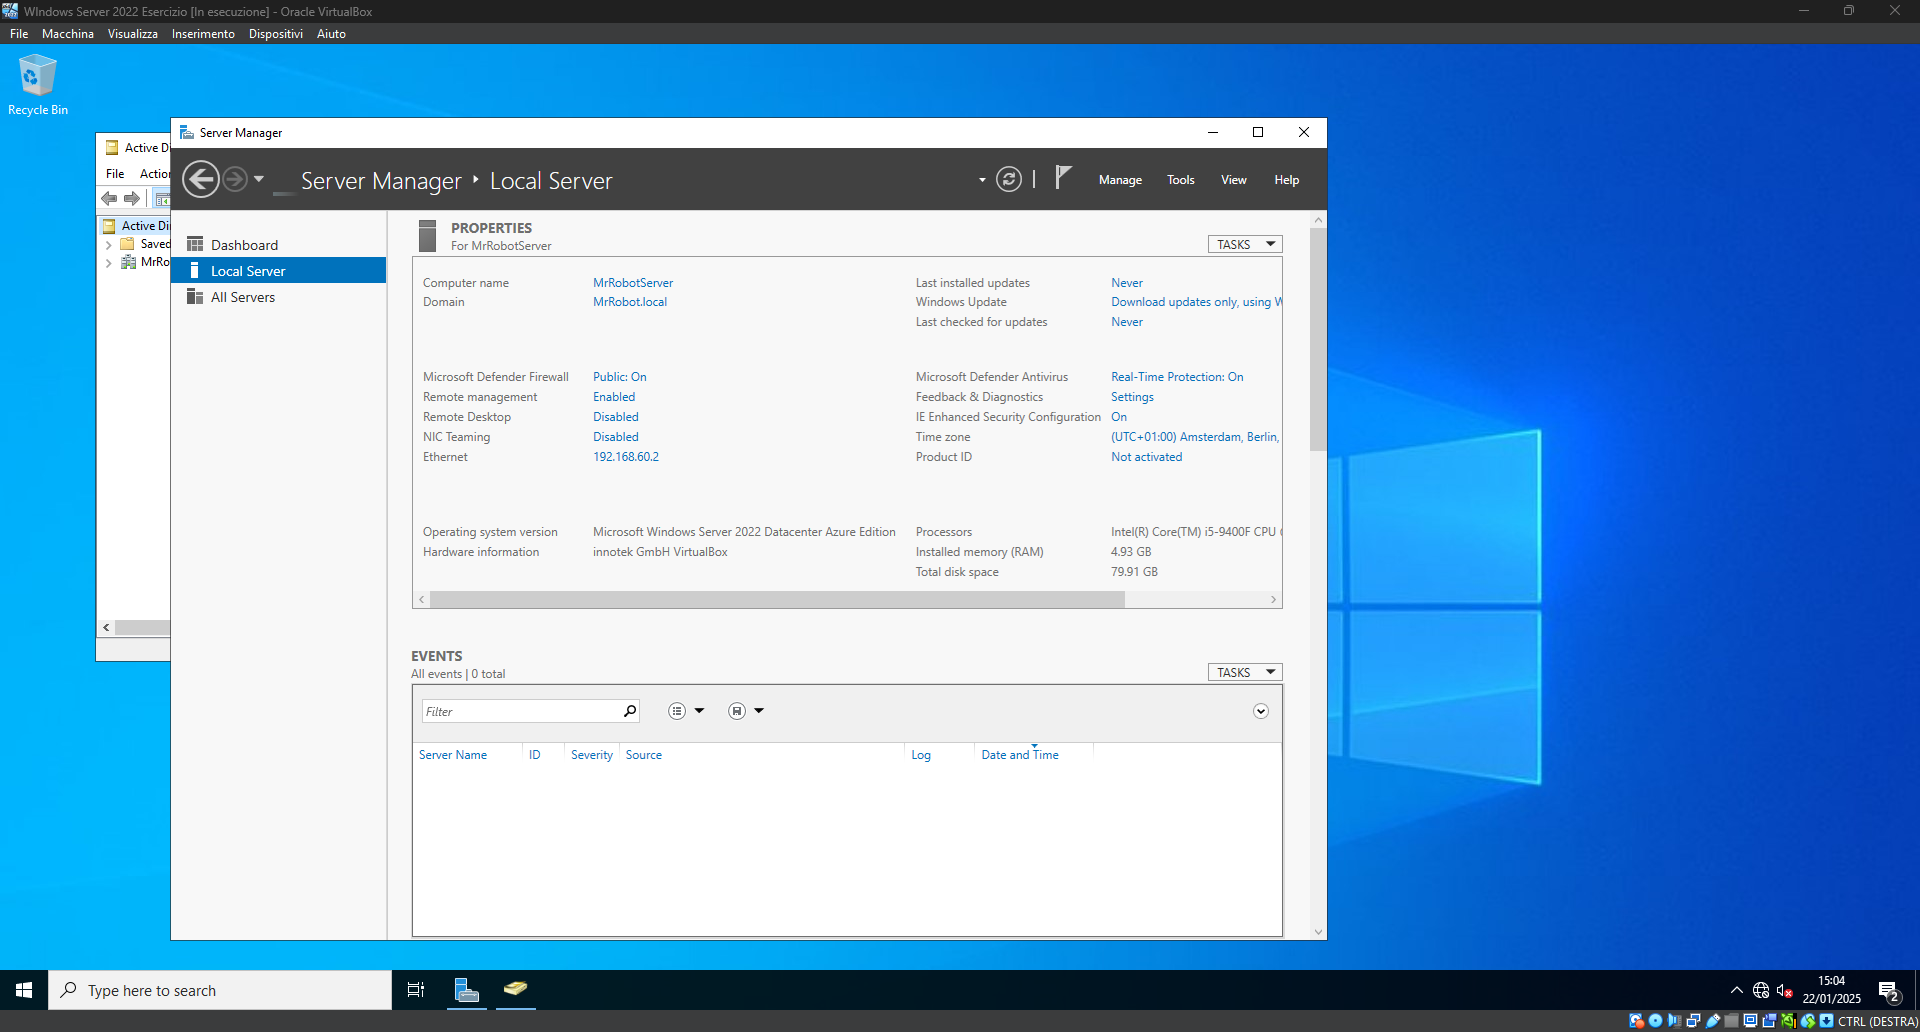 WIndows Server 2022 Esercizio [In esecuzione] - Oracle VirtualBox
File Macchina Visualizza Inserimento Dispositivi Aiuto
Recycle Bin
Server Manager
Active Di
File Action
Server Manager ‣ Local Server
Manage Tools View Help
Active Di
Saved
MrRo
Dashboard
Local Server
All Servers
PROPERTIES
For MrRobotServer
TASKS
Computer name MrRobotServer Last installed updates Never
Domain MrRobot.local Windows Update Download updates only, using W
Last checked for updates Never
Microsoft Defender Firewall Public: On Microsoft Defender Antivirus Real-Time Protection: On
Remote management Enabled Feedback & Diagnostics Settings
Remote Desktop Disabled IE Enhanced Security Configuration On
NIC Teaming Disabled Time zone (UTC+01:00) Amsterdam, Berlin,
Ethernet 192.168.60.2 Product ID Not activated
Operating system version Microsoft Windows Server 2022 Datacenter Azure Edition Processors Intel(R) Core(TM) i5-9400F CPU
Hardware information innotek GmbH VirtualBox Installed memory (RAM) 4.93 GB
Total disk space 79.91 GB
EVENTS
All events | 0 total
TASKS
Filter
Server Name ID Severity Source Log Date and Time
Type here to search
15:04
22/01/2025
2
CTRL (DESTRA)